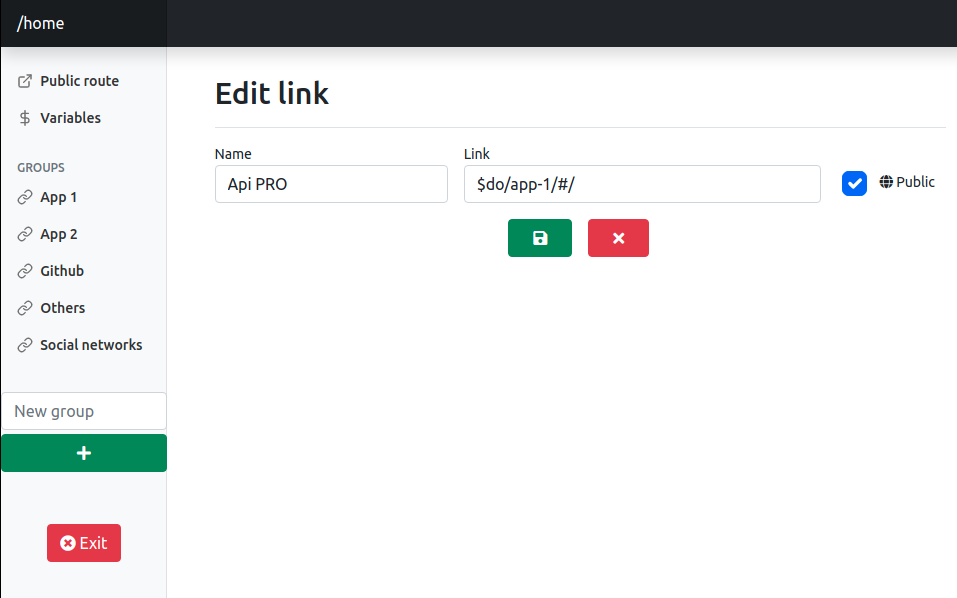 /home
Public route
Variables
GROUPS
App 1
App 2
Github
Others
Social networks
New group
Exit
Edit link
Name
Link
Api PRO
$do/app-1/#/
Public